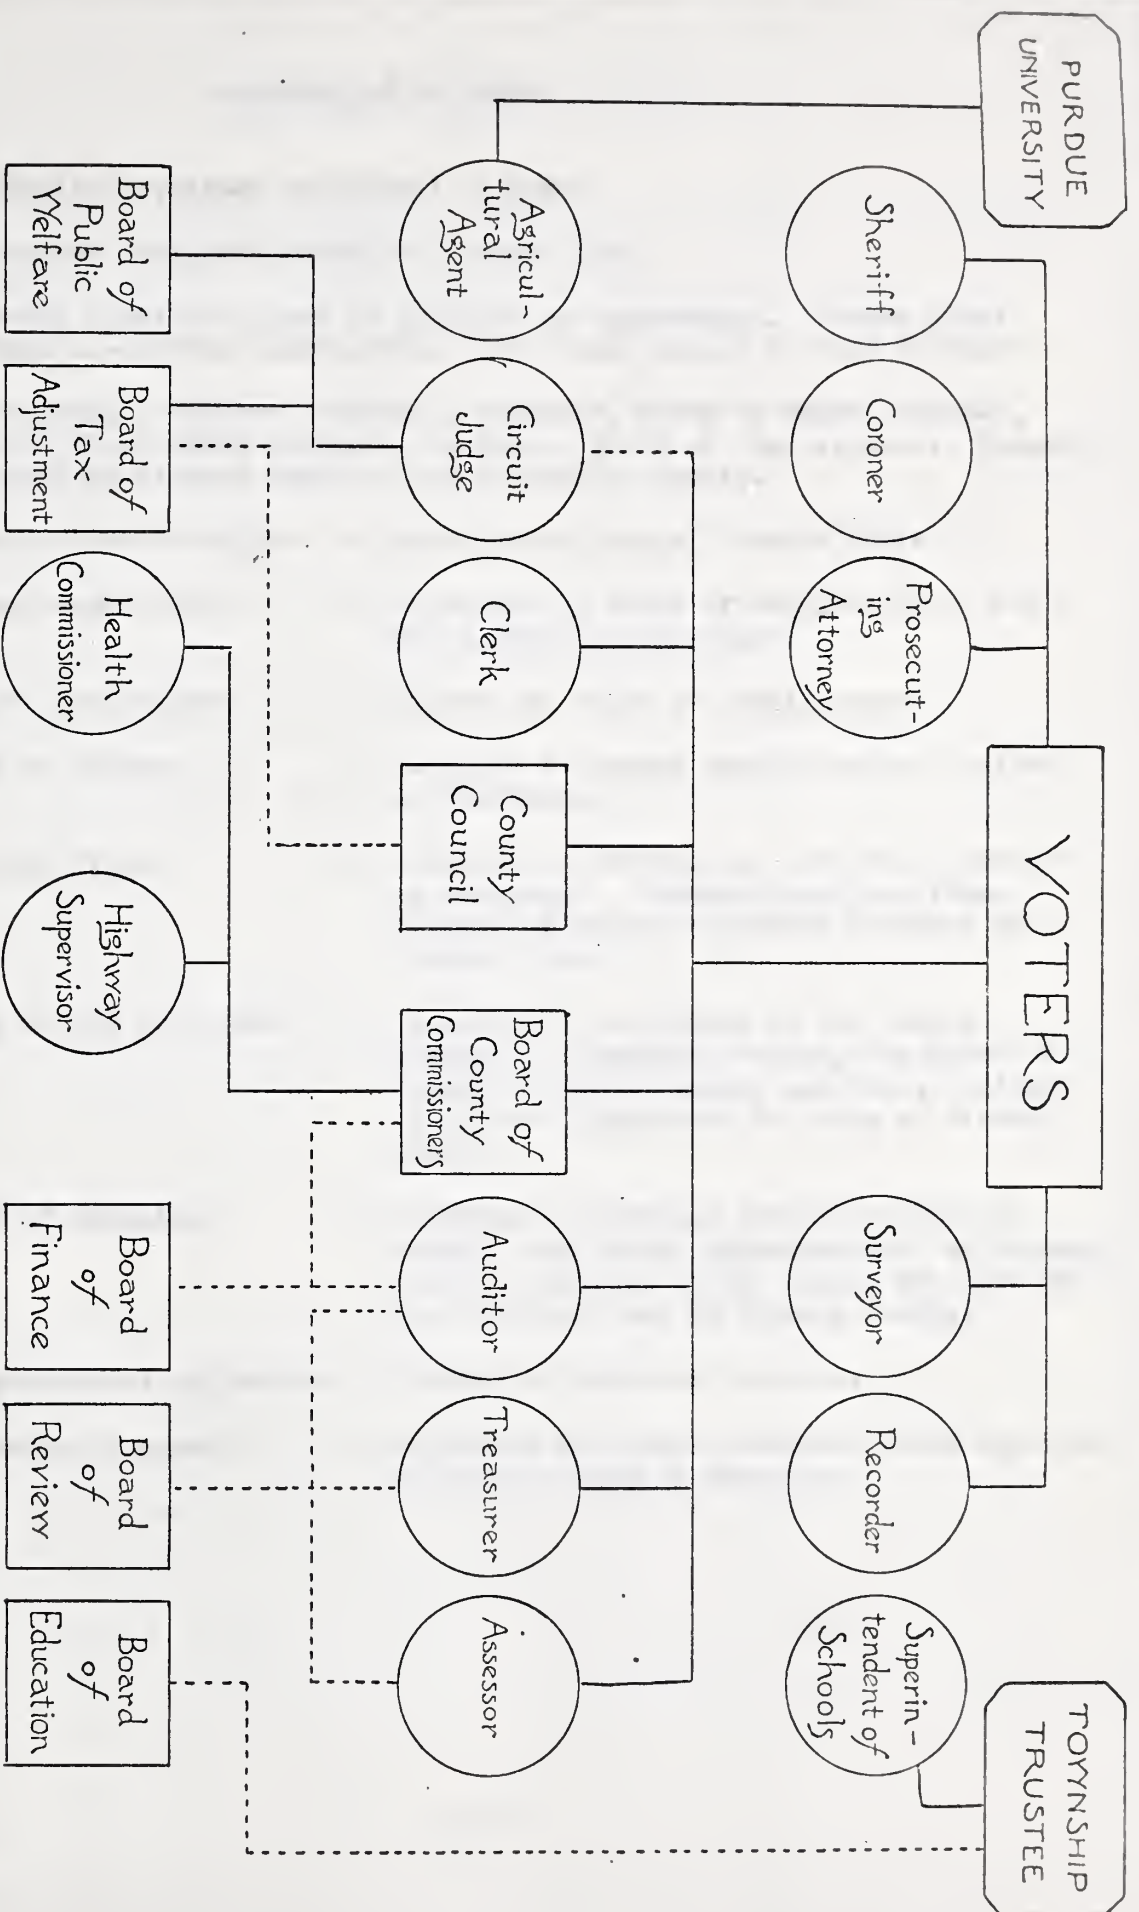 PURDUE
UNIVERSITY
VOTERS
TOWNSHIP
TRUSTEE
Sheriff
Coroner
Prosecut-
ing
Attorney
Surveyor
Recorder
Superin-
tendent of
Schools
Agricul-
tural
Agent
Circuit
Judge
Clerk
County
Council
Board of
County
Commissioners
Auditor
Treasurer
Assessor
Board of
Public
Welfare
Board of
Tax
Adjustment
Health
Commissioner
Highway
Supervisor
Board
of
Finance
Board
of
Review
Board
of
Education